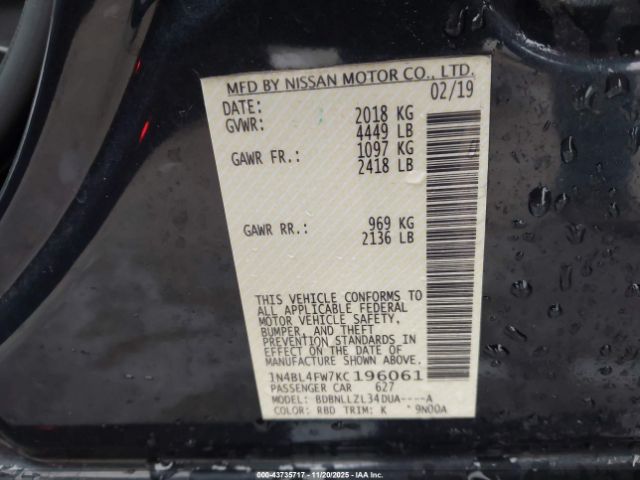 MFD BY NISSAN MOTOR CO., LTD.
DATE: 02/19
GVWR: 2018 KG
4449 LB
GAWR FR.: 1097 KG
2418 LB
GAWR RR.: 969 KG
2136 LB
THIS VEHICLE CONFORMS TO
ALL APPLICABLE FEDERAL
MOTOR VEHICLE SAFETY,
BUMPER, AND THEFT
PREVENTION STANDARDS IN
EFFECT ON THE DATE OF
MANUFACTURE SHOWN ABOVE.
1N4BL4FW7KC196061
PASSENGER CAR 627
MODEL: BDBNLLZL34DUA----A
COLOR: RBD TRIM: K *9N00A
000-43735717 - 11/20/2025 - IAAI.COM